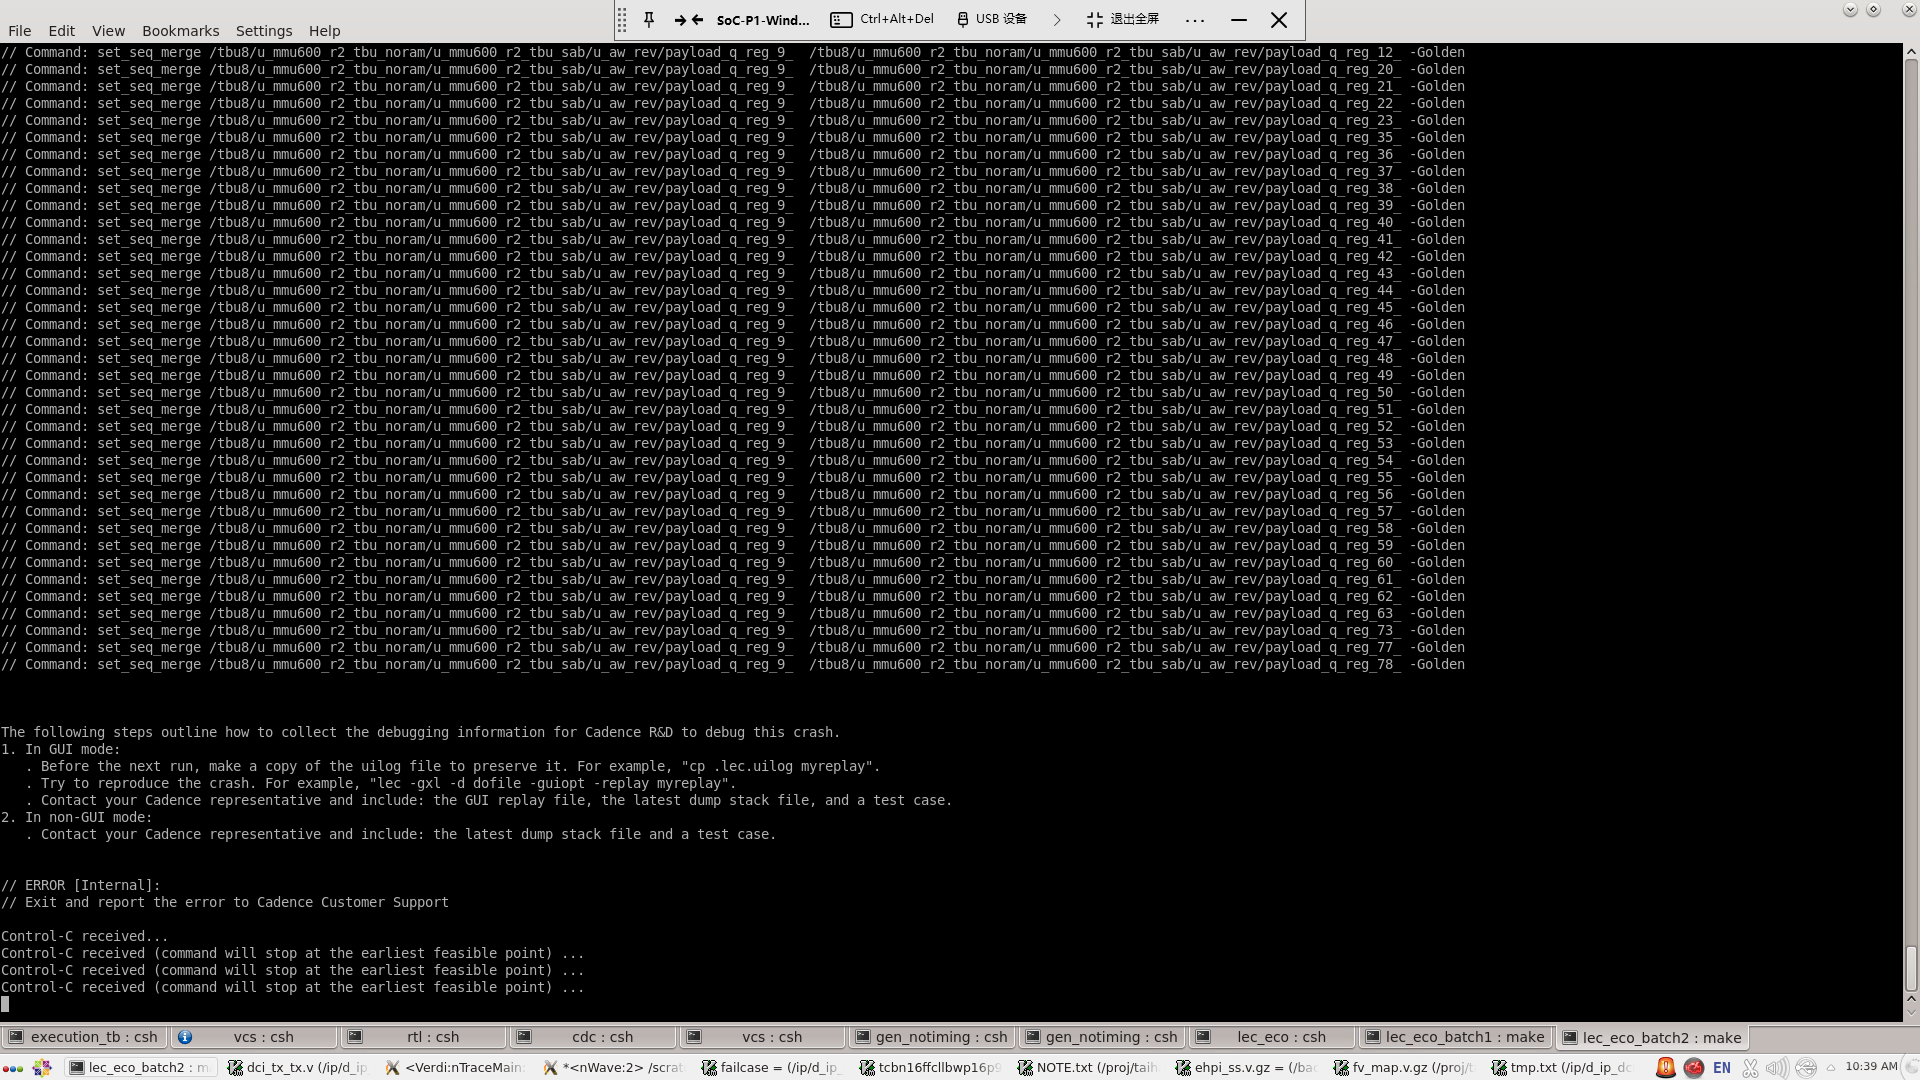 SoC-P1-Wind... Ctrl+Alt+Del USB 设备 退出全屏 ...
File Edit View Bookmarks Settings Help
// Command: set_seq_merge /tbu8/u_mmu600_r2_tbu_noram/u_mmu600_r2_tbu_sab/u_aw_rev/payload_q_reg_9_  /tbu8/u_mmu600_r2_tbu_noram/u_mmu600_r2_tbu_sab/u_aw_rev/payload_q_reg_12_ -Golden
// Command: set_seq_merge /tbu8/u_mmu600_r2_tbu_noram/u_mmu600_r2_tbu_sab/u_aw_rev/payload_q_reg_9_  /tbu8/u_mmu600_r2_tbu_noram/u_mmu600_r2_tbu_sab/u_aw_rev/payload_q_reg_20_ -Golden
// Command: set_seq_merge /tbu8/u_mmu600_r2_tbu_noram/u_mmu600_r2_tbu_sab/u_aw_rev/payload_q_reg_9_  /tbu8/u_mmu600_r2_tbu_noram/u_mmu600_r2_tbu_sab/u_aw_rev/payload_q_reg_21_ -Golden
// Command: set_seq_merge /tbu8/u_mmu600_r2_tbu_noram/u_mmu600_r2_tbu_sab/u_aw_rev/payload_q_reg_9_  /tbu8/u_mmu600_r2_tbu_noram/u_mmu600_r2_tbu_sab/u_aw_rev/payload_q_reg_22_ -Golden
// Command: set_seq_merge /tbu8/u_mmu600_r2_tbu_noram/u_mmu600_r2_tbu_sab/u_aw_rev/payload_q_reg_9_  /tbu8/u_mmu600_r2_tbu_noram/u_mmu600_r2_tbu_sab/u_aw_rev/payload_q_reg_23_ -Golden
// Command: set_seq_merge /tbu8/u_mmu600_r2_tbu_noram/u_mmu600_r2_tbu_sab/u_aw_rev/payload_q_reg_9_  /tbu8/u_mmu600_r2_tbu_noram/u_mmu600_r2_tbu_sab/u_aw_rev/payload_q_reg_35_ -Golden
// Command: set_seq_merge /tbu8/u_mmu600_r2_tbu_noram/u_mmu600_r2_tbu_sab/u_aw_rev/payload_q_reg_9_  /tbu8/u_mmu600_r2_tbu_noram/u_mmu600_r2_tbu_sab/u_aw_rev/payload_q_reg_36_ -Golden
// Command: set_seq_merge /tbu8/u_mmu600_r2_tbu_noram/u_mmu600_r2_tbu_sab/u_aw_rev/payload_q_reg_9_  /tbu8/u_mmu600_r2_tbu_noram/u_mmu600_r2_tbu_sab/u_aw_rev/payload_q_reg_37_ -Golden
// Command: set_seq_merge /tbu8/u_mmu600_r2_tbu_noram/u_mmu600_r2_tbu_sab/u_aw_rev/payload_q_reg_9_  /tbu8/u_mmu600_r2_tbu_noram/u_mmu600_r2_tbu_sab/u_aw_rev/payload_q_reg_38_ -Golden
// Command: set_seq_merge /tbu8/u_mmu600_r2_tbu_noram/u_mmu600_r2_tbu_sab/u_aw_rev/payload_q_reg_9_  /tbu8/u_mmu600_r2_tbu_noram/u_mmu600_r2_tbu_sab/u_aw_rev/payload_q_reg_39_ -Golden
// Command: set_seq_merge /tbu8/u_mmu600_r2_tbu_noram/u_mmu600_r2_tbu_sab/u_aw_rev/payload_q_reg_9_  /tbu8/u_mmu600_r2_tbu_noram/u_mmu600_r2_tbu_sab/u_aw_rev/payload_q_reg_40_ -Golden
// Command: set_seq_merge /tbu8/u_mmu600_r2_tbu_noram/u_mmu600_r2_tbu_sab/u_aw_rev/payload_q_reg_9_  /tbu8/u_mmu600_r2_tbu_noram/u_mmu600_r2_tbu_sab/u_aw_rev/payload_q_reg_41_ -Golden
// Command: set_seq_merge /tbu8/u_mmu600_r2_tbu_noram/u_mmu600_r2_tbu_sab/u_aw_rev/payload_q_reg_9_  /tbu8/u_mmu600_r2_tbu_noram/u_mmu600_r2_tbu_sab/u_aw_rev/payload_q_reg_42_ -Golden
// Command: set_seq_merge /tbu8/u_mmu600_r2_tbu_noram/u_mmu600_r2_tbu_sab/u_aw_rev/payload_q_reg_9_  /tbu8/u_mmu600_r2_tbu_noram/u_mmu600_r2_tbu_sab/u_aw_rev/payload_q_reg_43_ -Golden
// Command: set_seq_merge /tbu8/u_mmu600_r2_tbu_noram/u_mmu600_r2_tbu_sab/u_aw_rev/payload_q_reg_9_  /tbu8/u_mmu600_r2_tbu_noram/u_mmu600_r2_tbu_sab/u_aw_rev/payload_q_reg_44_ -Golden
// Command: set_seq_merge /tbu8/u_mmu600_r2_tbu_noram/u_mmu600_r2_tbu_sab/u_aw_rev/payload_q_reg_9_  /tbu8/u_mmu600_r2_tbu_noram/u_mmu600_r2_tbu_sab/u_aw_rev/payload_q_reg_45_ -Golden
// Command: set_seq_merge /tbu8/u_mmu600_r2_tbu_noram/u_mmu600_r2_tbu_sab/u_aw_rev/payload_q_reg_9_  /tbu8/u_mmu600_r2_tbu_noram/u_mmu600_r2_tbu_sab/u_aw_rev/payload_q_reg_46_ -Golden
// Command: set_seq_merge /tbu8/u_mmu600_r2_tbu_noram/u_mmu600_r2_tbu_sab/u_aw_rev/payload_q_reg_9_  /tbu8/u_mmu600_r2_tbu_noram/u_mmu600_r2_tbu_sab/u_aw_rev/payload_q_reg_47_ -Golden
// Command: set_seq_merge /tbu8/u_mmu600_r2_tbu_noram/u_mmu600_r2_tbu_sab/u_aw_rev/payload_q_reg_9_  /tbu8/u_mmu600_r2_tbu_noram/u_mmu600_r2_tbu_sab/u_aw_rev/payload_q_reg_48_ -Golden
// Command: set_seq_merge /tbu8/u_mmu600_r2_tbu_noram/u_mmu600_r2_tbu_sab/u_aw_rev/payload_q_reg_9_  /tbu8/u_mmu600_r2_tbu_noram/u_mmu600_r2_tbu_sab/u_aw_rev/payload_q_reg_49_ -Golden
// Command: set_seq_merge /tbu8/u_mmu600_r2_tbu_noram/u_mmu600_r2_tbu_sab/u_aw_rev/payload_q_reg_9_  /tbu8/u_mmu600_r2_tbu_noram/u_mmu600_r2_tbu_sab/u_aw_rev/payload_q_reg_50_ -Golden
// Command: set_seq_merge /tbu8/u_mmu600_r2_tbu_noram/u_mmu600_r2_tbu_sab/u_aw_rev/payload_q_reg_9_  /tbu8/u_mmu600_r2_tbu_noram/u_mmu600_r2_tbu_sab/u_aw_rev/payload_q_reg_51_ -Golden
// Command: set_seq_merge /tbu8/u_mmu600_r2_tbu_noram/u_mmu600_r2_tbu_sab/u_aw_rev/payload_q_reg_9_  /tbu8/u_mmu600_r2_tbu_noram/u_mmu600_r2_tbu_sab/u_aw_rev/payload_q_reg_52_ -Golden
// Command: set_seq_merge /tbu8/u_mmu600_r2_tbu_noram/u_mmu600_r2_tbu_sab/u_aw_rev/payload_q_reg_9_  /tbu8/u_mmu600_r2_tbu_noram/u_mmu600_r2_tbu_sab/u_aw_rev/payload_q_reg_53_ -Golden
// Command: set_seq_merge /tbu8/u_mmu600_r2_tbu_noram/u_mmu600_r2_tbu_sab/u_aw_rev/payload_q_reg_9_  /tbu8/u_mmu600_r2_tbu_noram/u_mmu600_r2_tbu_sab/u_aw_rev/payload_q_reg_54_ -Golden
// Command: set_seq_merge /tbu8/u_mmu600_r2_tbu_noram/u_mmu600_r2_tbu_sab/u_aw_rev/payload_q_reg_9_  /tbu8/u_mmu600_r2_tbu_noram/u_mmu600_r2_tbu_sab/u_aw_rev/payload_q_reg_55_ -Golden
// Command: set_seq_merge /tbu8/u_mmu600_r2_tbu_noram/u_mmu600_r2_tbu_sab/u_aw_rev/payload_q_reg_9_  /tbu8/u_mmu600_r2_tbu_noram/u_mmu600_r2_tbu_sab/u_aw_rev/payload_q_reg_56_ -Golden
// Command: set_seq_merge /tbu8/u_mmu600_r2_tbu_noram/u_mmu600_r2_tbu_sab/u_aw_rev/payload_q_reg_9_  /tbu8/u_mmu600_r2_tbu_noram/u_mmu600_r2_tbu_sab/u_aw_rev/payload_q_reg_57_ -Golden
// Command: set_seq_merge /tbu8/u_mmu600_r2_tbu_noram/u_mmu600_r2_tbu_sab/u_aw_rev/payload_q_reg_9_  /tbu8/u_mmu600_r2_tbu_noram/u_mmu600_r2_tbu_sab/u_aw_rev/payload_q_reg_58_ -Golden
// Command: set_seq_merge /tbu8/u_mmu600_r2_tbu_noram/u_mmu600_r2_tbu_sab/u_aw_rev/payload_q_reg_9_  /tbu8/u_mmu600_r2_tbu_noram/u_mmu600_r2_tbu_sab/u_aw_rev/payload_q_reg_59_ -Golden
// Command: set_seq_merge /tbu8/u_mmu600_r2_tbu_noram/u_mmu600_r2_tbu_sab/u_aw_rev/payload_q_reg_9_  /tbu8/u_mmu600_r2_tbu_noram/u_mmu600_r2_tbu_sab/u_aw_rev/payload_q_reg_60_ -Golden
// Command: set_seq_merge /tbu8/u_mmu600_r2_tbu_noram/u_mmu600_r2_tbu_sab/u_aw_rev/payload_q_reg_9_  /tbu8/u_mmu600_r2_tbu_noram/u_mmu600_r2_tbu_sab/u_aw_rev/payload_q_reg_61_ -Golden
// Command: set_seq_merge /tbu8/u_mmu600_r2_tbu_noram/u_mmu600_r2_tbu_sab/u_aw_rev/payload_q_reg_9_  /tbu8/u_mmu600_r2_tbu_noram/u_mmu600_r2_tbu_sab/u_aw_rev/payload_q_reg_62_ -Golden
// Command: set_seq_merge /tbu8/u_mmu600_r2_tbu_noram/u_mmu600_r2_tbu_sab/u_aw_rev/payload_q_reg_9_  /tbu8/u_mmu600_r2_tbu_noram/u_mmu600_r2_tbu_sab/u_aw_rev/payload_q_reg_63_ -Golden
// Command: set_seq_merge /tbu8/u_mmu600_r2_tbu_noram/u_mmu600_r2_tbu_sab/u_aw_rev/payload_q_reg_9_  /tbu8/u_mmu600_r2_tbu_noram/u_mmu600_r2_tbu_sab/u_aw_rev/payload_q_reg_73_ -Golden
// Command: set_seq_merge /tbu8/u_mmu600_r2_tbu_noram/u_mmu600_r2_tbu_sab/u_aw_rev/payload_q_reg_9_  /tbu8/u_mmu600_r2_tbu_noram/u_mmu600_r2_tbu_sab/u_aw_rev/payload_q_reg_77_ -Golden
// Command: set_seq_merge /tbu8/u_mmu600_r2_tbu_noram/u_mmu600_r2_tbu_sab/u_aw_rev/payload_q_reg_9_  /tbu8/u_mmu600_r2_tbu_noram/u_mmu600_r2_tbu_sab/u_aw_rev/payload_q_reg_78_ -Golden
The following steps outline how to collect the debugging information for Cadence R&D to debug this crash.
1. In GUI mode:
. Before the next run, make a copy of the uilog file to preserve it. For example, "cp .lec.uilog myreplay".
. Try to reproduce the crash. For example, "lec -gxl -d dofile -guiopt -replay myreplay".
. Contact your Cadence representative and include: the GUI replay file, the latest dump stack file, and a test case.
2. In non-GUI mode:
. Contact your Cadence representative and include: the latest dump stack file and a test case.
// ERROR [Internal]:
// Exit and report the error to Cadence Customer Support
Control-C received...
Control-C received (command will stop at the earliest feasible point) ...
Control-C received (command will stop at the earliest feasible point) ...
Control-C received (command will stop at the earliest feasible point) ...
execution_tb : csh vcs : csh rtl : csh cdc : csh vcs : csh gen_notiming : csh gen_notiming : csh lec_eco : csh lec_eco_batch1 : make lec_eco_batch2 : make
lec_eco_batch2 : m dci_tx_tx.v (/ip/d_ip <Verdi:nTraceMain: *<nWave:2> /scrat failcase = (/ip/d_ip_ tcbn16ffcllbwp16p9 NOTE.txt (/proj/taih ehpi_ss.v.gz = (/ba fv_map.v.gz (/proj/t tmp.txt (/ip/d_ip_dc EN 10:39 AM